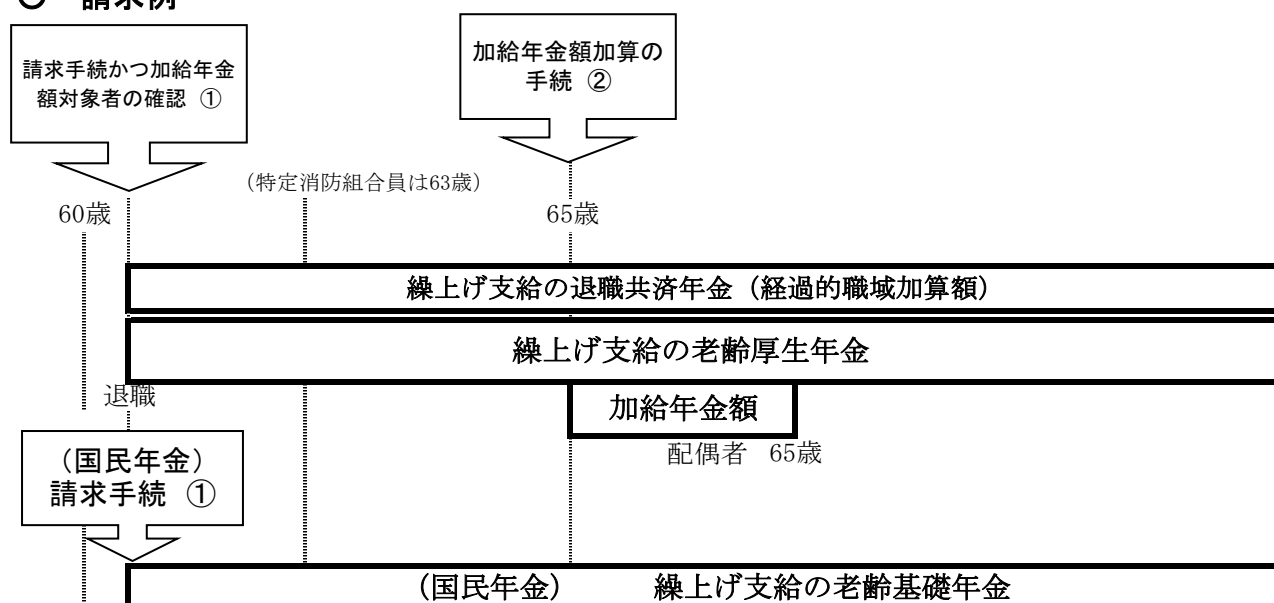 ○ 請求例
請求手続かつ加給年金
額対象者の確認 ①
加給年金額加算の
手続 ②
（特定消防組合員は63歳）
60歳
65歳
繰上げ支給の退職共済年金（経過的職域加算額）
繰上げ支給の老齢厚生年金
退職
加給年金額
配偶者 65歳
（国民年金）
請求手続 ①
（国民年金） 繰上げ支給の老齢基礎年金